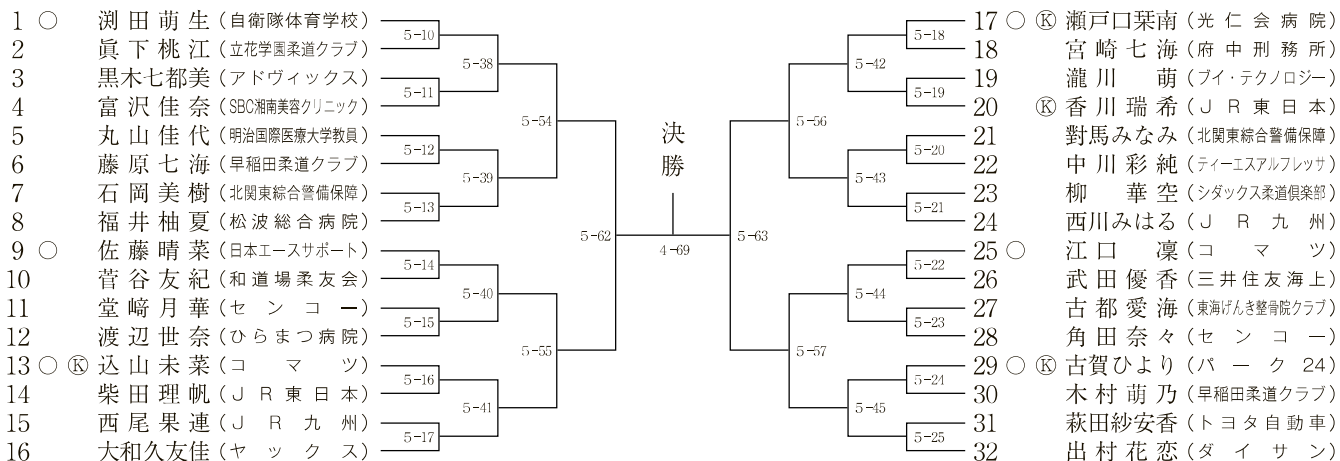 1 ○ 渕田萌生(自衛隊体育学校)
2 眞下桃江(立花学園柔道クラブ)
3 黒木七都美(アドヴィックス)
4 富沢佳奈(SBC湘南美容クリニック)
5 丸山佳代(明治国際医療大学教員)
6 藤原七海(早稲田柔道クラブ)
7 石岡美樹(北関東綜合警備保障)
8 福井柚夏(松波総合病院)
9 ○ 佐藤晴菜(日本エースサポート)
10 菅谷友紀(和道場柔友会)
11 堂﨑月華(センコー)
12 渡辺世奈(ひらまつ病院)
13 ○ Ⓚ 込山未菜(コマツ)
14 柴田理帆(JR東日本)
15 西尾果連(JR九州)
16 大和久友佳(ヤックス)
5-10
5-11
5-12
5-13
5-14
5-15
5-16
5-17
5-38
5-39
5-40
5-41
5-54
5-55
5-62
決勝
4-69
5-63
5-56
5-57
5-42
5-43
5-44
5-45
5-18
5-19
5-20
5-21
5-22
5-23
5-24
5-25
17 ○ Ⓚ 瀬戸口栞南(光仁会病院)
18 宮崎七海(府中刑務所)
19 瀧川萌(ブイ・テクノロジー)
20 Ⓚ 香川瑞希(JR東日本)
21 對馬みなみ(北関東綜合警備保障)
22 中川彩純(ティーエスアルフレッサ)
23 柳華空(シダックス柔道倶楽部)
24 西川みはる(JR九州)
25 ○ 江口凜(コマツ)
26 武田優香(三井住友海上)
27 古都愛海(東海げんき整骨院クラブ)
28 角田奈々(センコー)
29 ○ Ⓚ 古賀ひより(パーク24)
30 木村萌乃(早稲田柔道クラブ)
31 萩田紗安香(トヨタ自動車)
32 出村花恋(ダイサン)